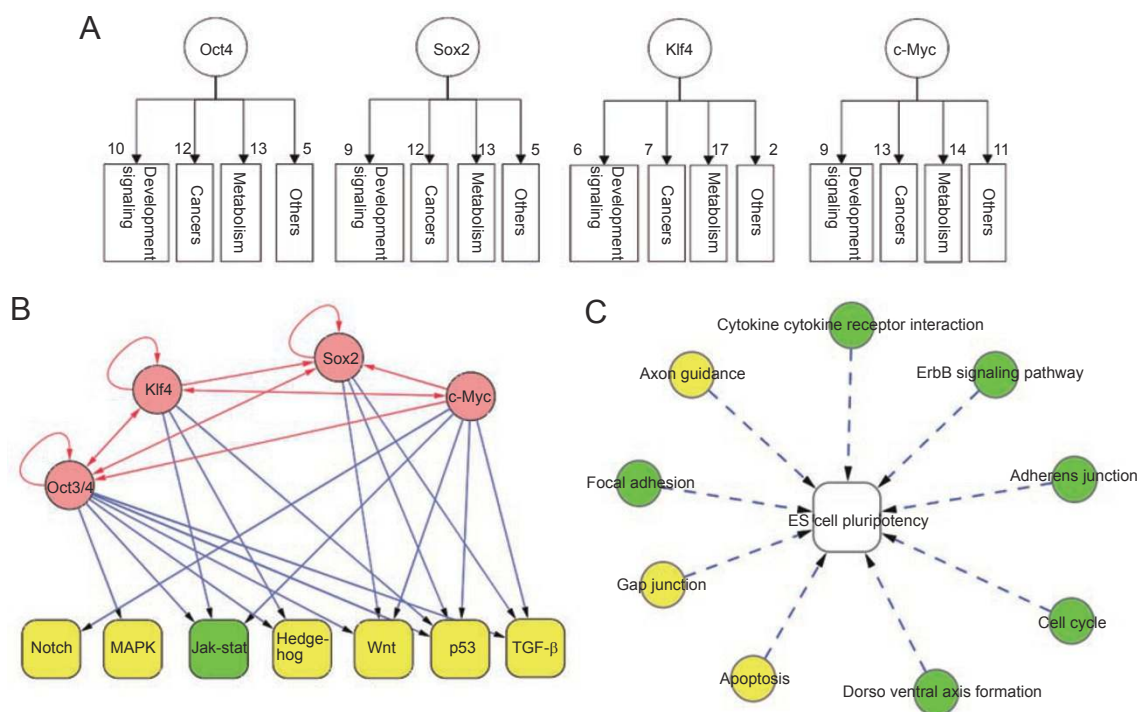 A
Oct4
Sox2
Klf4
c-Myc
10
12
13
5
9
12
13
5
6
7
17
2
9
13
14
11
Development
signaling
Cancers
Metabolism
Others
Development
signaling
Cancers
Metabolism
Others
Development
signaling
Cancers
Metabolism
Others
Development
signaling
Cancers
Metabolism
Others
B
Sox2
Klf4
c-Myc
Oct3/4
Notch
MAPK
Jak-stat
Hedge-
hog
Wnt
p53
TGF-β
C
Cytokine cytokine receptor interaction
Axon guidance
ErbB signaling pathway
Focal adhesion
Adherens junction
ES cell pluripotency
Gap junction
Cell cycle
Apoptosis
Dorso ventral axis formation